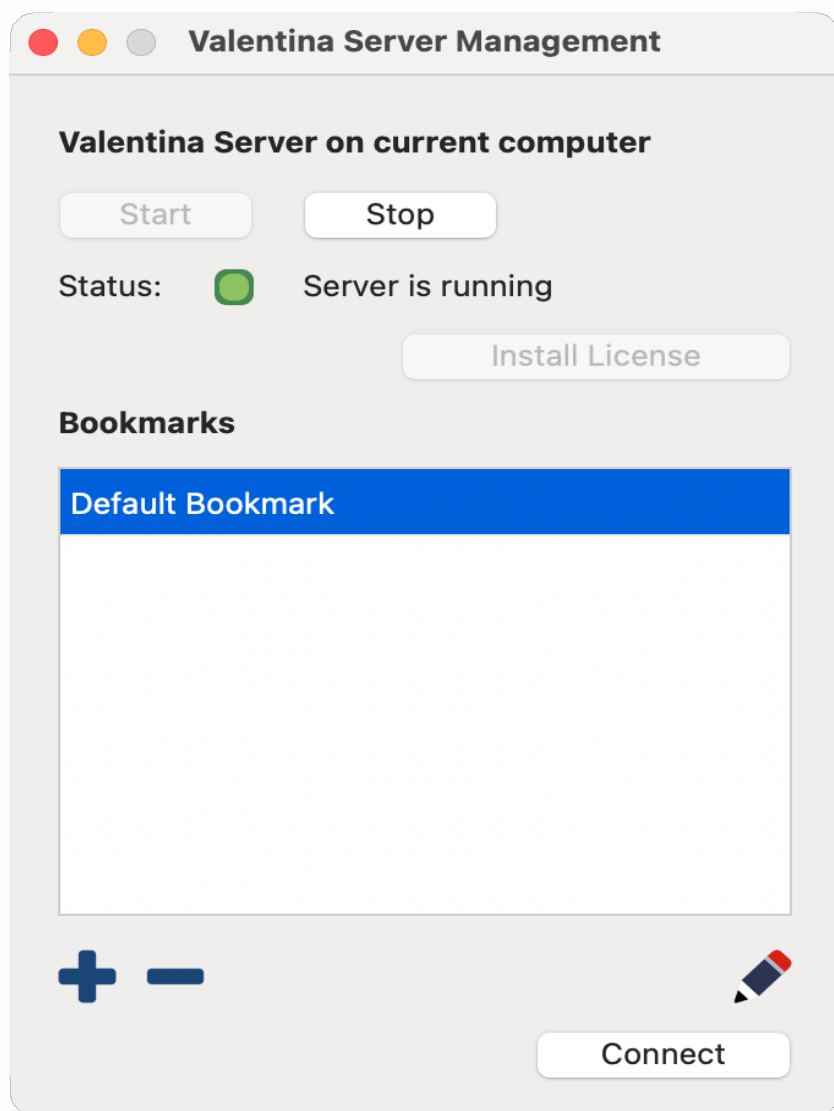 Valentina Server Management
Valentina Server on current computer
Start Stop
Status: Server is running
Install License
Bookmarks
Default Bookmark
Connect